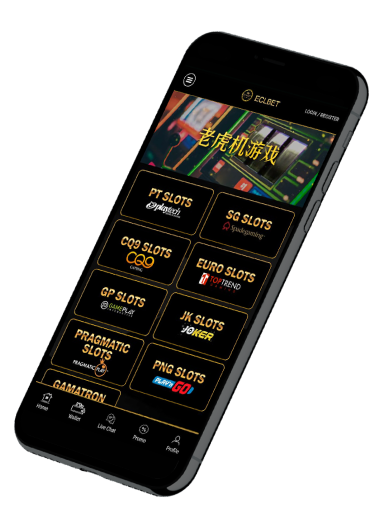 ECLBET
LOGIN / REGISTER
老虎机游戏
PT SLOTS
playtech
SG SLOTS
Spadegaming
CQ9 SLOTS
CQ9
GAMING
EURO SLOTS
TOPTREND
GP SLOTS
GAMEPLAY
JK SLOTS
JOKER
PRAGMATIC
SLOTS
PRAGMATIC PLAY
PNG SLOTS
PLAY'N GO
GAMATRON
Home
Wallet
Live Chat
Promo
Profile